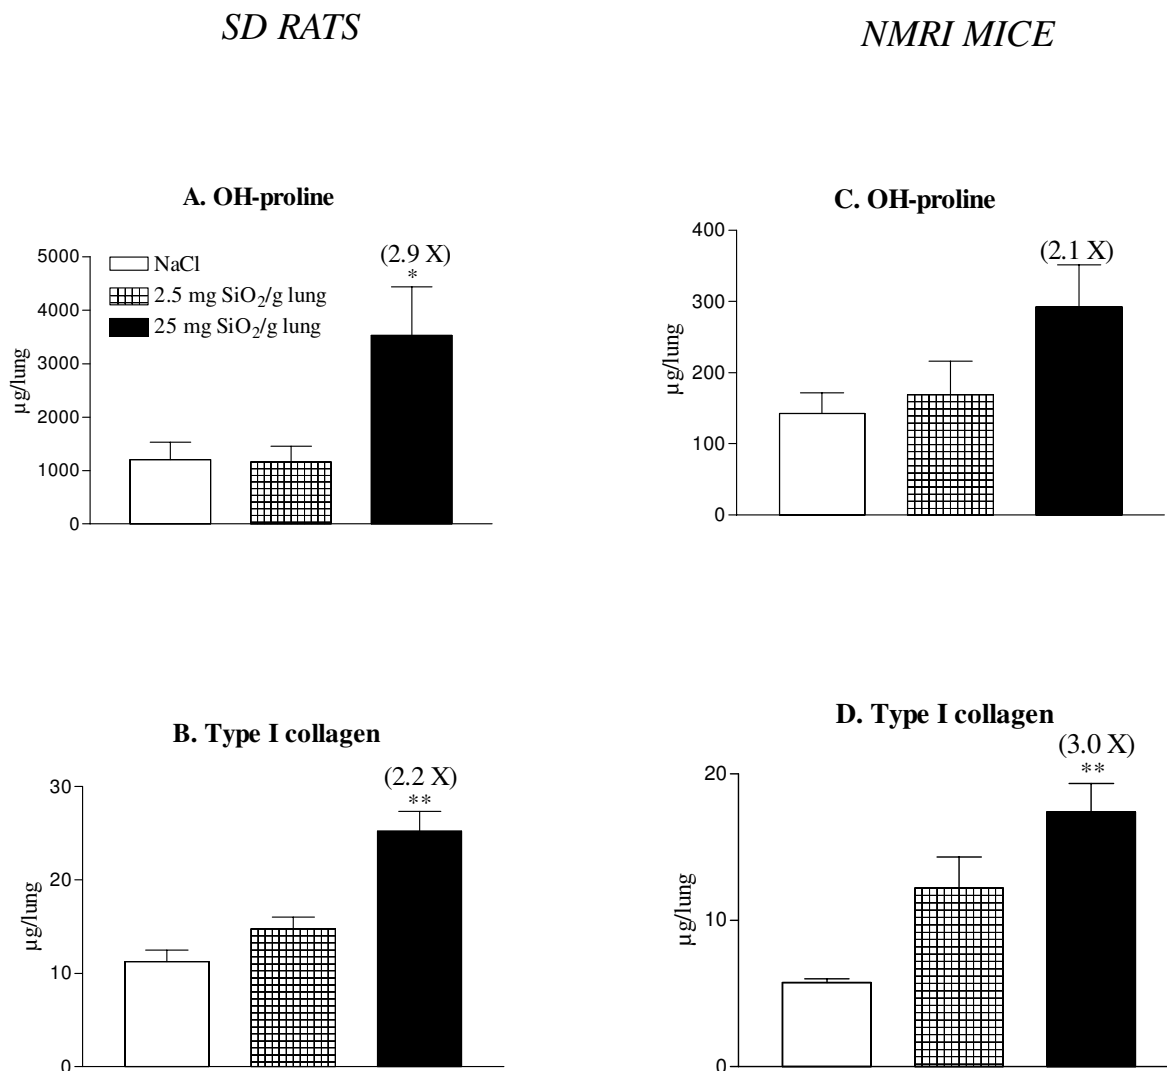 SD RATS
NMRI MICE
A. OH-proline
5000
4000
3000
2000
1000
0
µg/lung
NaCl
2.5 mg SiO₂/g lung
25 mg SiO₂/g lung
(2.9 X)
*
C. OH-proline
400
300
200
100
0
µg/lung
(2.1 X)
B. Type I collagen
30
20
10
0
µg/lung
(2.2 X)
**
D. Type I collagen
20
10
0
µg/lung
(3.0 X)
**